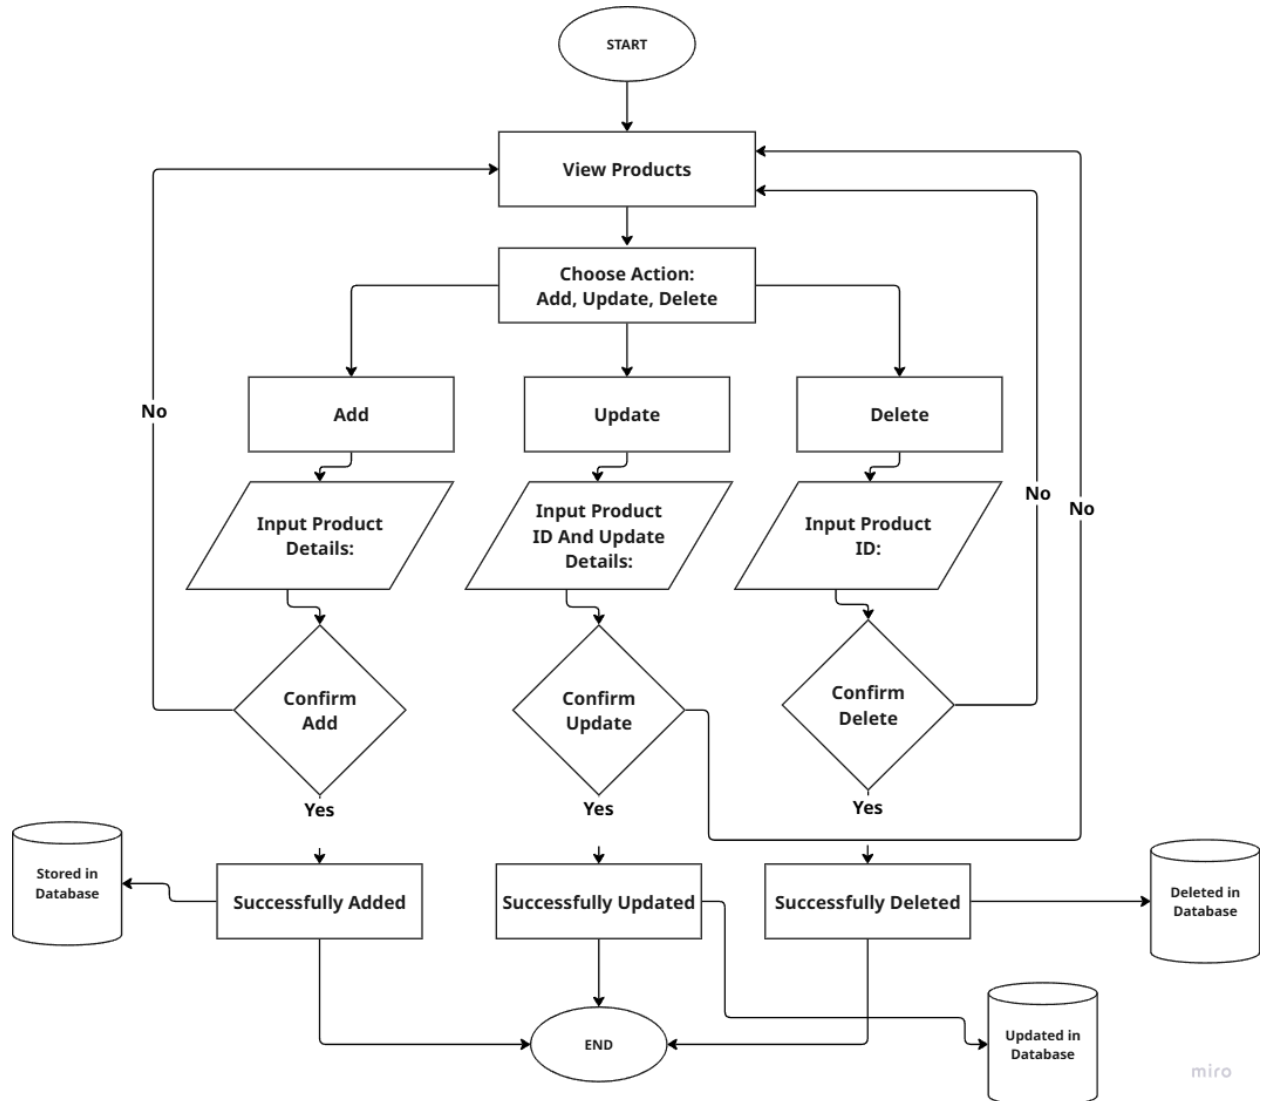 START
View Products
Choose Action:
Add, Update, Delete
Add
Update
Delete
No
No
No
Input Product
Details:
Input Product
ID And Update
Details:
Input Product
ID:
Confirm
Add
Confirm
Update
Confirm
Delete
Yes
Yes
Yes
Stored in
Database
Successfully Added
Successfully Updated
Successfully Deleted
Deleted in
Database
END
Updated in
Database
miro